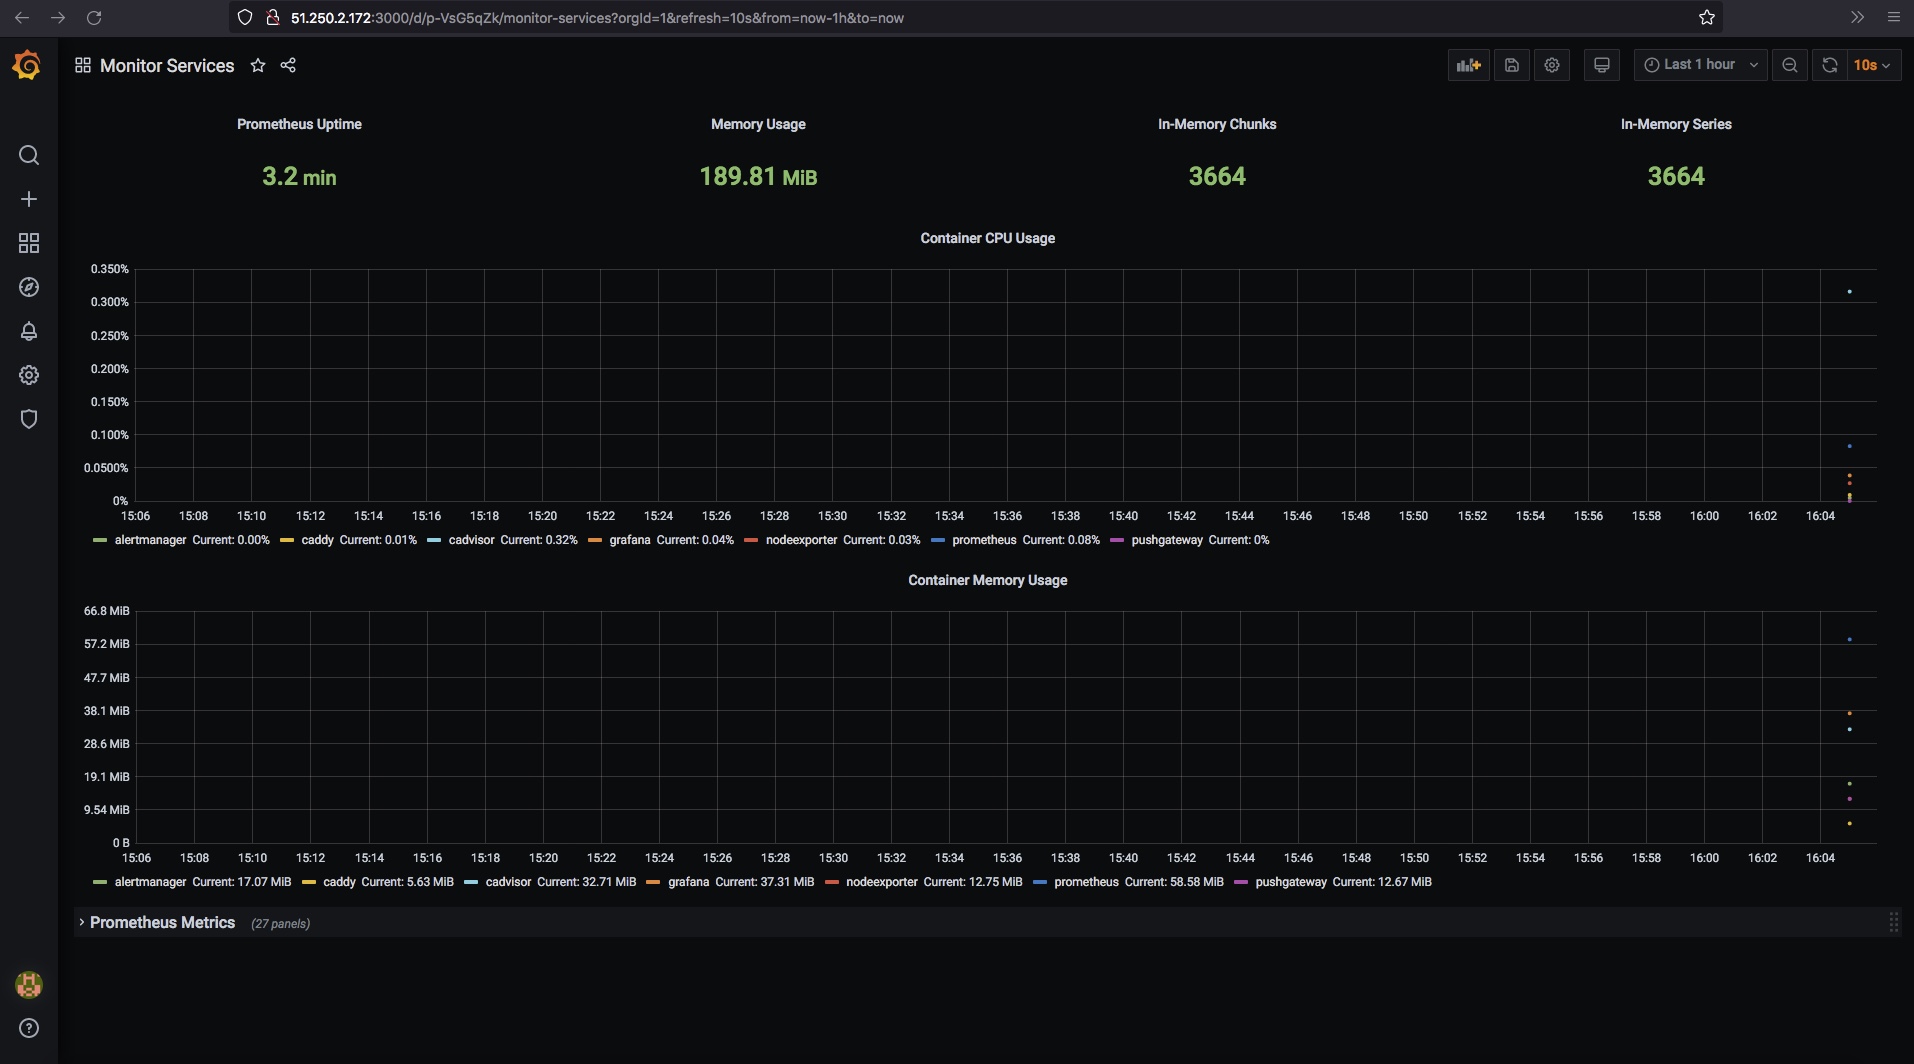 51.250.2.172:3000/d/p-VsG5qZk/monitor-services?orgId=1&refresh=10s&from=now-1h&to=now
Monitor Services
Last 1 hour
10s
Prometheus Uptime
Memory Usage
In-Memory Chunks
In-Memory Series
3.2 min
189.81 MiB
3664
3664
Container CPU Usage
0.350%
0.300%
0.250%
0.200%
0.150%
0.100%
0.0500%
0%
15:06 15:08 15:10 15:12 15:14 15:16 15:18 15:20 15:22 15:24 15:26 15:28 15:30 15:32 15:34 15:36 15:38 15:40 15:42 15:44 15:46 15:48 15:50 15:52 15:54 15:56 15:58 16:00 16:02 16:04
alertmanager Current: 0.00% caddy Current: 0.01% cadvisor Current: 0.32% grafana Current: 0.04% nodeexporter Current: 0.03% prometheus Current: 0.08% pushgateway Current: 0%
Container Memory Usage
66.8 MiB
57.2 MiB
47.7 MiB
38.1 MiB
28.6 MiB
19.1 MiB
9.54 MiB
0 B
15:06 15:08 15:10 15:12 15:14 15:16 15:18 15:20 15:22 15:24 15:26 15:28 15:30 15:32 15:34 15:36 15:38 15:40 15:42 15:44 15:46 15:48 15:50 15:52 15:54 15:56 15:58 16:00 16:02 16:04
alertmanager Current: 17.07 MiB caddy Current: 5.63 MiB cadvisor Current: 32.71 MiB grafana Current: 37.31 MiB nodeexporter Current: 12.75 MiB prometheus Current: 58.58 MiB pushgateway Current: 12.67 MiB
Prometheus Metrics (27 panels)